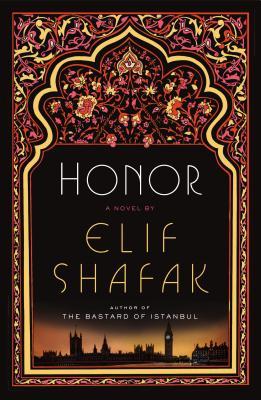 HONOR
A NOVEL BY
ELIF
SHAFAK
AUTHOR OF
THE BASTARD OF ISTANBUL